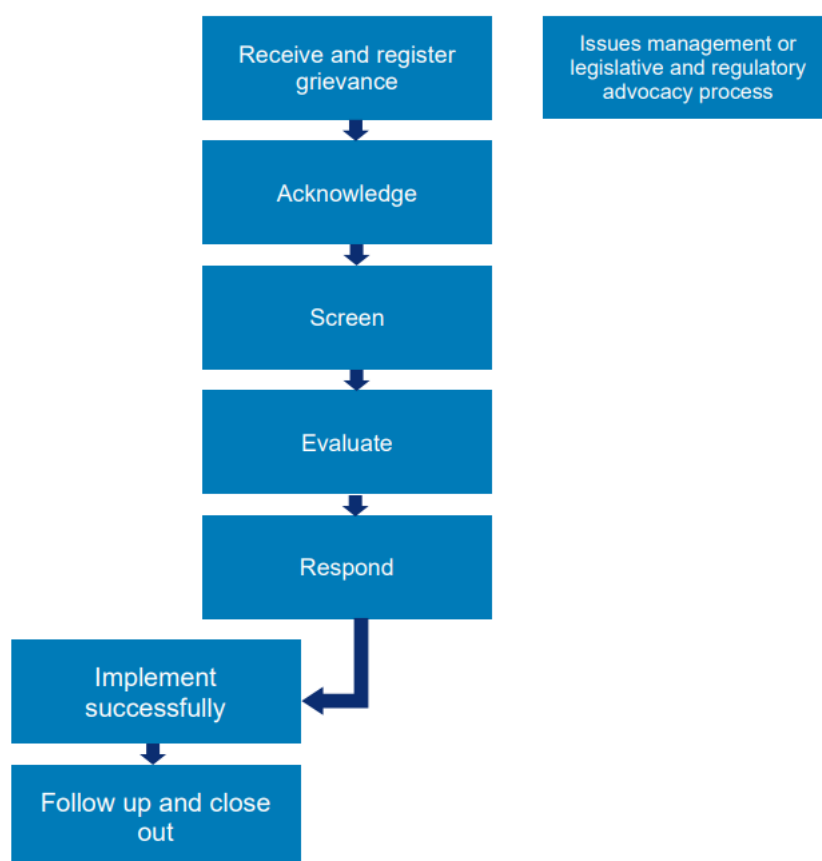 Receive and register
grievance
Issues management or
legislative and regulatory
advocacy process
Acknowledge
Screen
Evaluate
Respond
Implement
successfully
Follow up and close
out